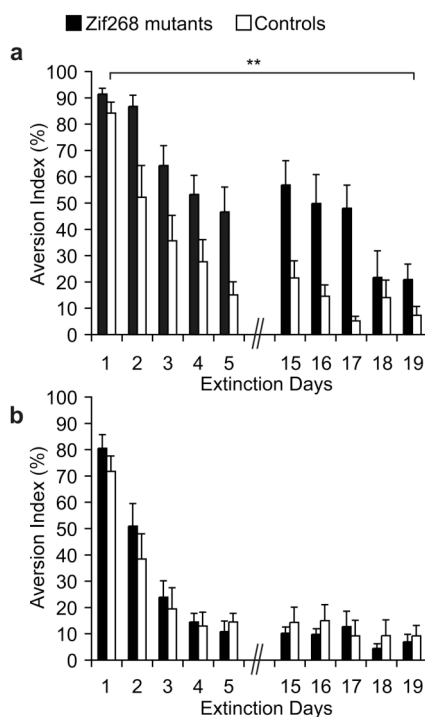 Zif268 mutants Controls
a
**
Aversion Index (%)
100
90
80
70
60
50
40
30
20
10
0
1 2 3 4 5 // 15 16 17 18 19
Extinction Days
b
Aversion Index (%)
100
90
80
70
60
50
40
30
20
10
0
1 2 3 4 5 // 15 16 17 18 19
Extinction Days